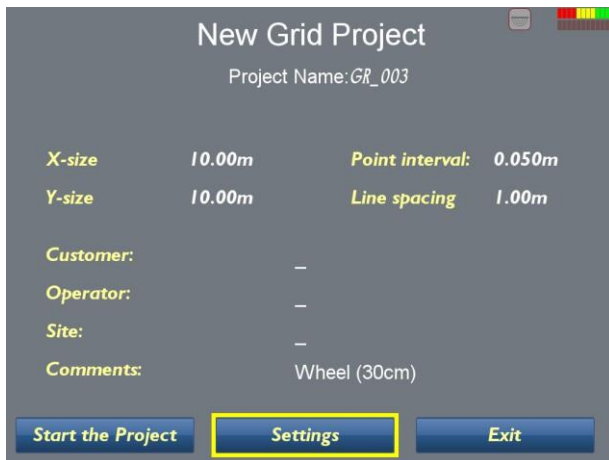 New Grid Project
Project Name:GR_003
X-size 10.00m Point interval: 0.050m
Y-size 10.00m Line spacing 1.00m
Customer: _
Operator: _
Site: _
Comments: Wheel (30cm)
Start the Project Settings Exit